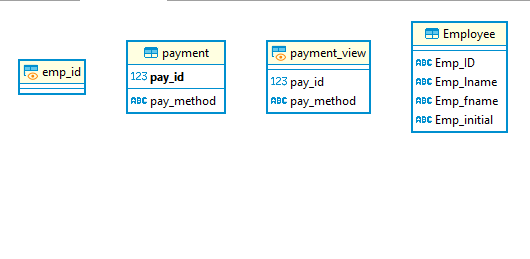 emp_id
payment
123 pay_id
ABC pay_method
payment_view
123 pay_id
ABC pay_method
Employee
ABC Emp_ID
ABC Emp_lname
ABC Emp_fname
ABC Emp_initial